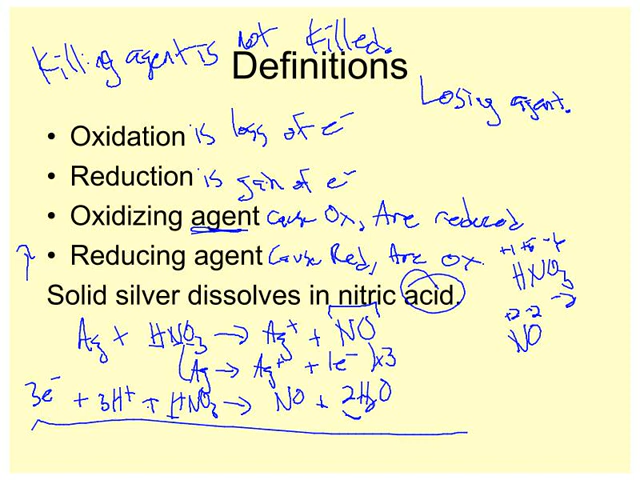 Killing agent is not killed.
Definitions
Losing agent.
• Oxidation is loss of e⁻
• Reduction is gain of e⁻
• Oxidizing agent cause Ox, Are reduced
• Reducing agent Cause Red, Are Ox.
+1 +5 -6
HNO₃
-2
Solid silver dissolves in nitric acid.
+2 -2
NO
Ag + HNO₃ → Ag⁺ + NO
(Ag → Ag⁺ + 1e⁻) x3
3e⁻ + 3H⁺ + HNO₃ → NO + 2H₂O